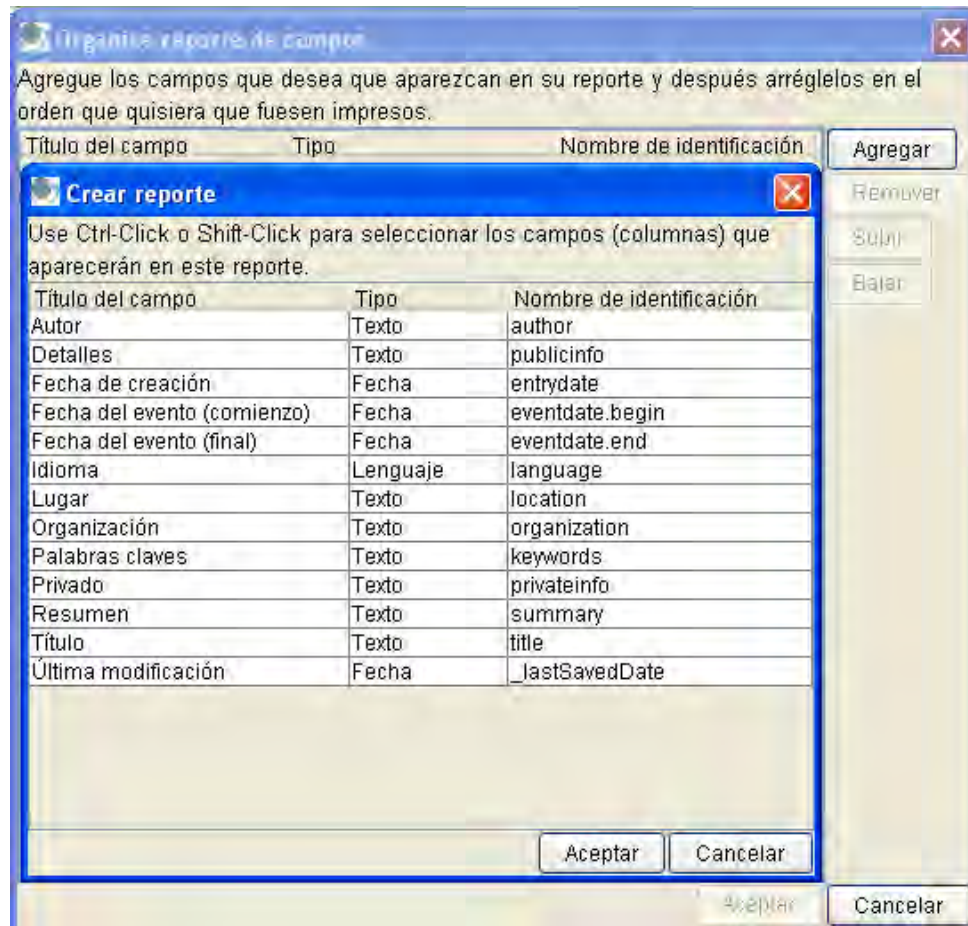 Organice reporte de campos
Agregue los campos que desea que aparezcan en su reporte y después arréglelos en el
orden que quisiera que fuesen impresos.
Título del campo Tipo Nombre de identificación
Agregar
Remover
Subir
Bajar
Crear reporte
Use Ctrl-Click o Shift-Click para seleccionar los campos (columnas) que
aparecerán en este reporte.
Título del campo Tipo Nombre de identificación
Autor Texto author
Detalles Texto publicinfo
Fecha de creación Fecha entrydate
Fecha del evento (comienzo) Fecha eventdate.begin
Fecha del evento (final) Fecha eventdate.end
Idioma Lenguaje language
Lugar Texto location
Organización Texto organization
Palabras claves Texto keywords
Privado Texto privateinfo
Resumen Texto summary
Título Texto title
Última modificación Fecha _lastSavedDate
Aceptar Cancelar
Aceptar Cancelar